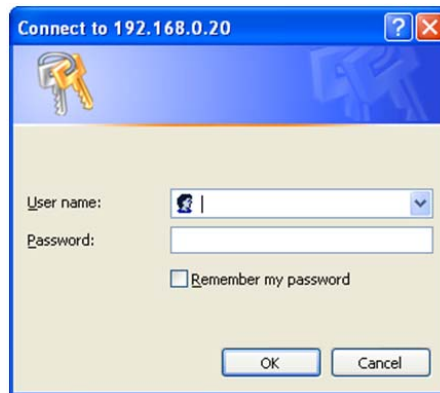 Connect to 192.168.0.20
User name:
Password:
Remember my password
OK Cancel